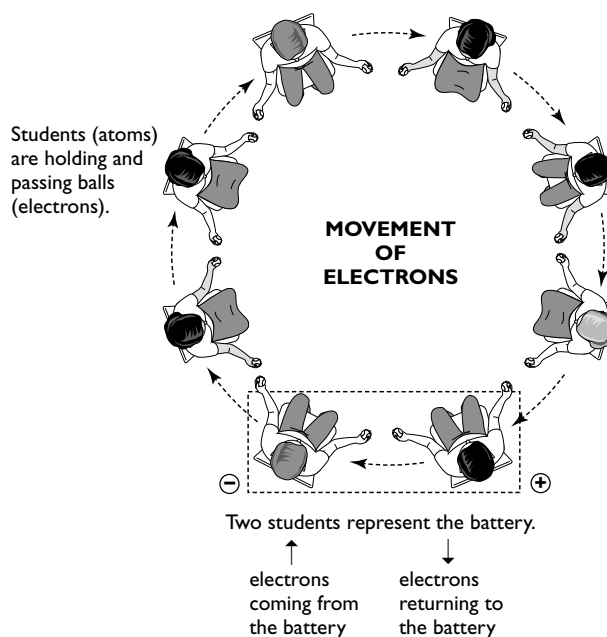 Students (atoms)
are holding and
passing balls
(electrons).
MOVEMENT
OF
ELECTRONS
−
+
Two students represent the battery.
electrons
coming from
the battery
electrons
returning to
the battery